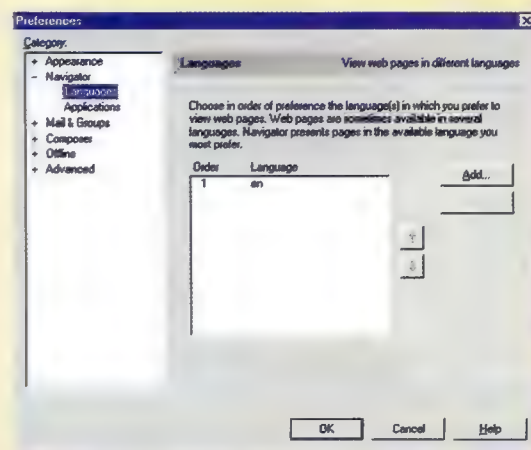 Preferences
Category:
+ Appearance
- Navigator
Languages
Applications
+ Mail & Groups
+ Composer
+ Offline
+ Advanced
Languages View web pages in different languages
Choose in order of preference the language(s) in which you prefer to
view web pages. Web pages are sometimes available in several
languages. Navigator presents pages in the available language you
most prefer.
Order Language
1 en
Add...
OK Cancel Help